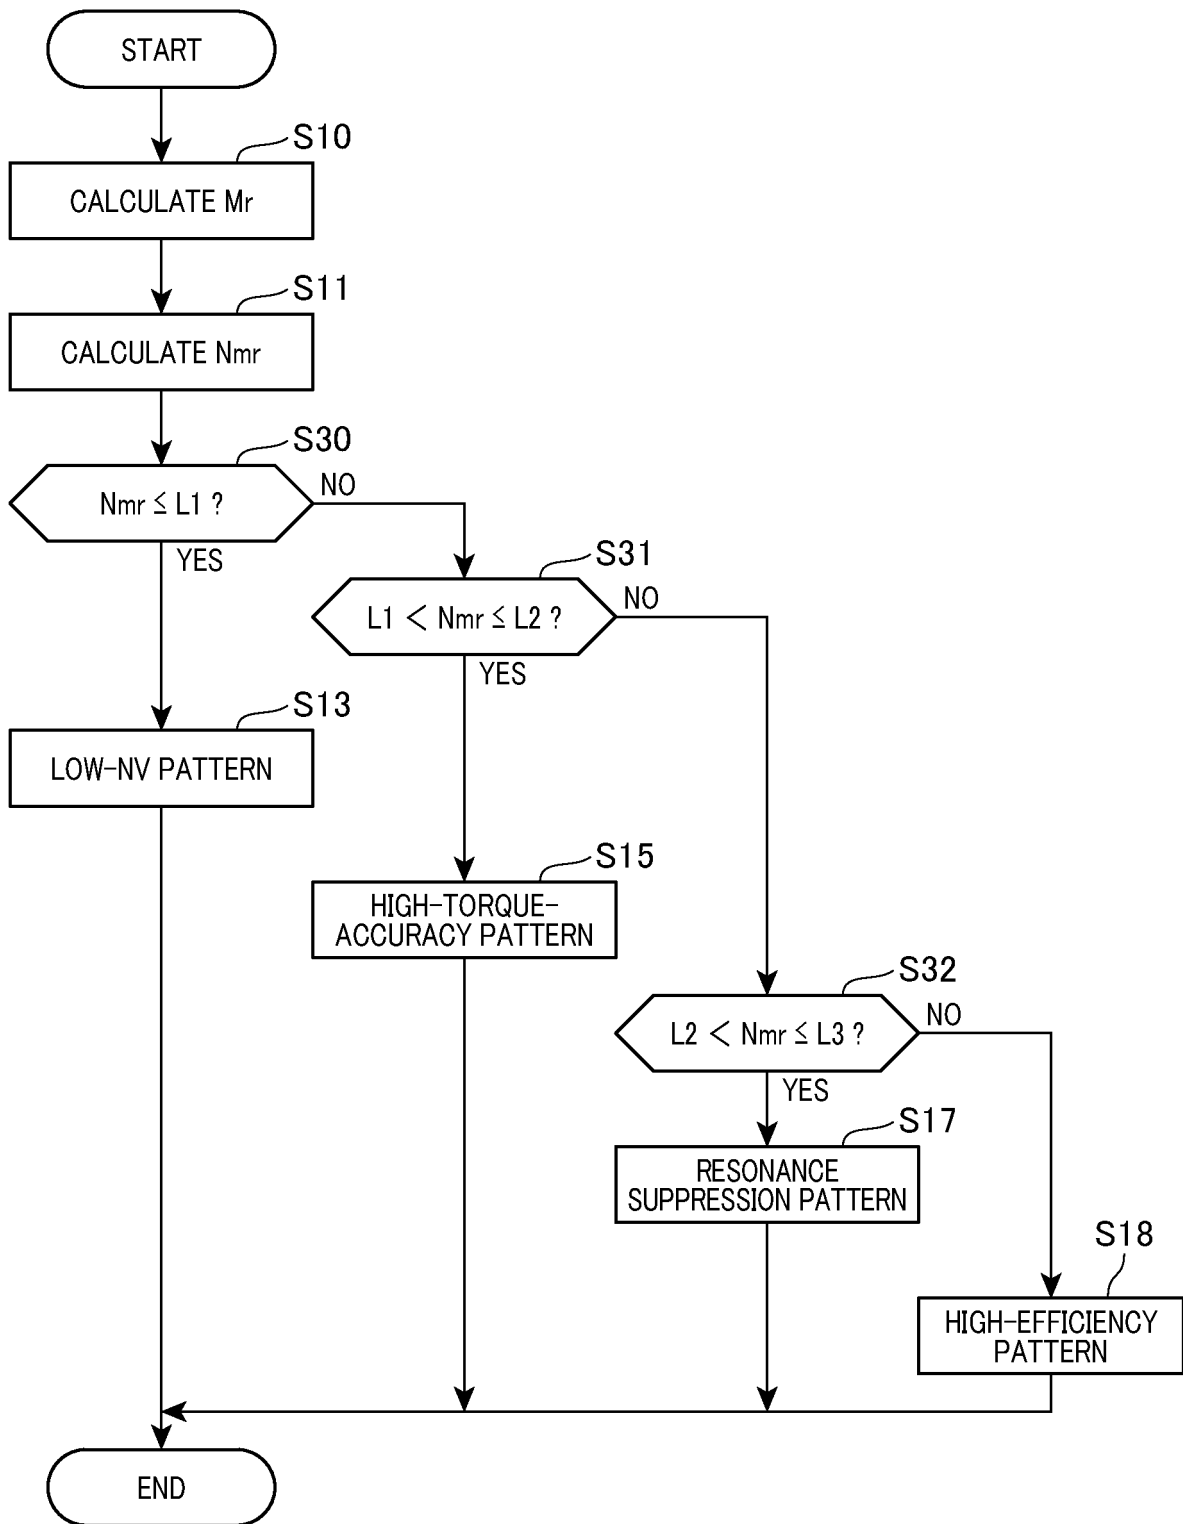 START
S10
CALCULATE Mr
S11
CALCULATE Nmr
S30
Nmr ≤ L1 ?
NO
YES
S31
L1 < Nmr ≤ L2 ?
NO
YES
S13
LOW-NV PATTERN
S15
HIGH-TORQUE-
ACCURACY PATTERN
S32
L2 < Nmr ≤ L3 ?
NO
YES
S17
RESONANCE
SUPPRESSION PATTERN
S18
HIGH-EFFICIENCY
PATTERN
END